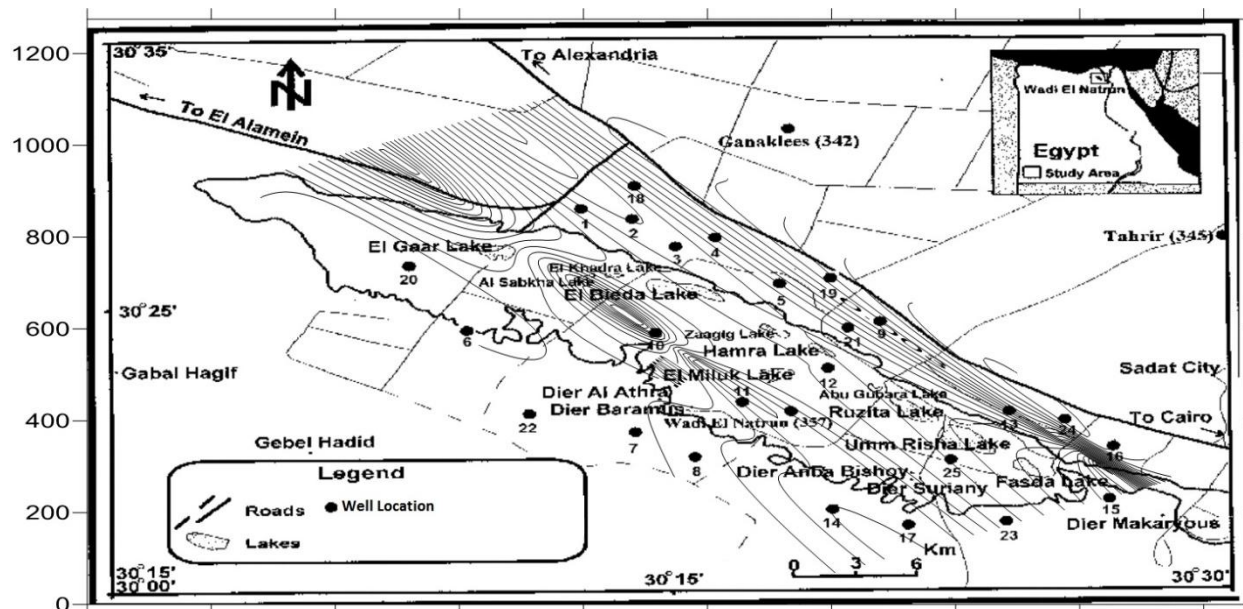 1200
1000
800
600
400
200
0
30°35'
30°25'
30°15'
30°00'
30°15'
30°30'
N
To Alexandria
To El Alamein
Ganaklees (342)
Wadi El Natrun
Egypt
Study Area
Tahrir (345)
18
1
2
3
4
El Gaar Lake
20
El Khadra Lake
Al Sabkha Lake
El Bieda Lake
5
19
9
21
6
10
Zaagig Lake
Hamra Lake
12
Gabal Hagif
El Miluk Lake
Sadat City
Dier Al Athra
Dier Baramus
11
Abu Gubara Lake
Ruzita Lake
Wadi El Natrun (357)
13
24
To Cairo
22
7
Gebel Hadid
8
Umm Risha Lake
16
Dier Anba Bishoy
25
Fasda Lake
Dier Suriany
15
Dier Makaryous
14
17
23
Legend
Roads
Well Location
Lakes
Km
0 3 6